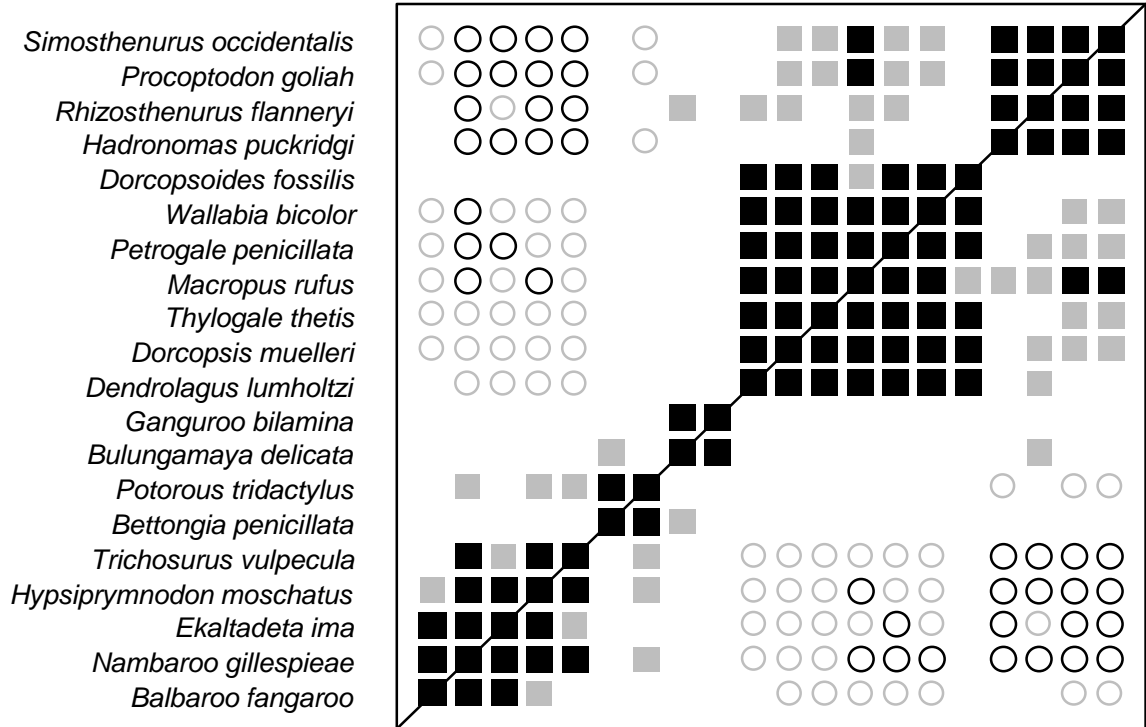 Simosthenurus occidentalis
Procoptodon goliah
Rhizosthenurus flanneryi
Hadronomas puckridgi
Dorcopsoides fossilis
Wallabia bicolor
Petrogale penicillata
Macropus rufus
Thylogale thetis
Dorcopsis muelleri
Dendrolagus lumholtzi
Ganguroo bilamina
Bulungamaya delicata
Potorous tridactylus
Bettongia penicillata
Trichosurus vulpecula
Hypsiprymnodon moschatus
Ekaltadeta ima
Nambaroo gillespieae
Balbaroo fangaroo